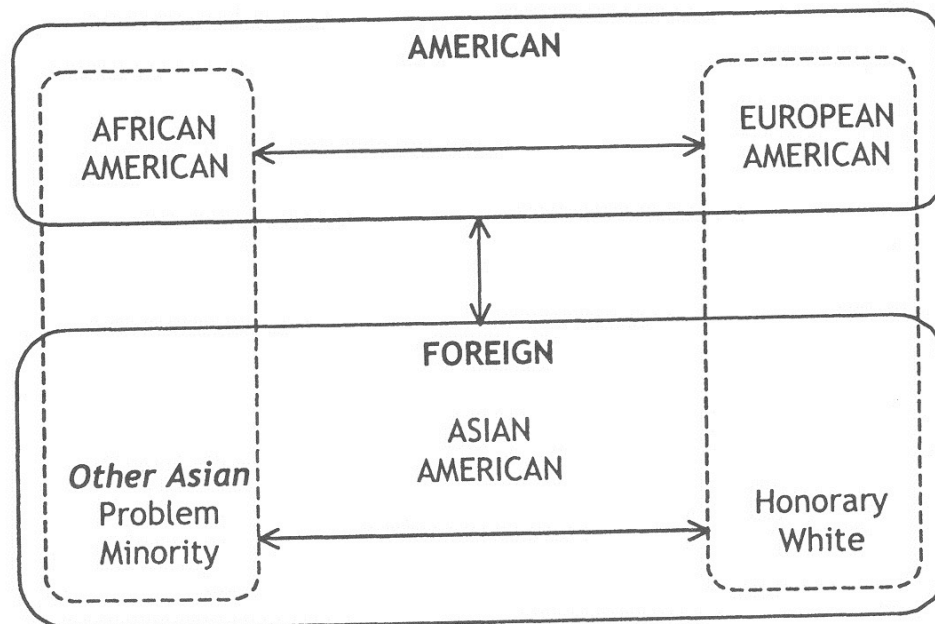 AMERICAN
AFRICAN
AMERICAN
EUROPEAN
AMERICAN
FOREIGN
ASIAN
AMERICAN
Other Asian
Problem
Minority
Honorary
White